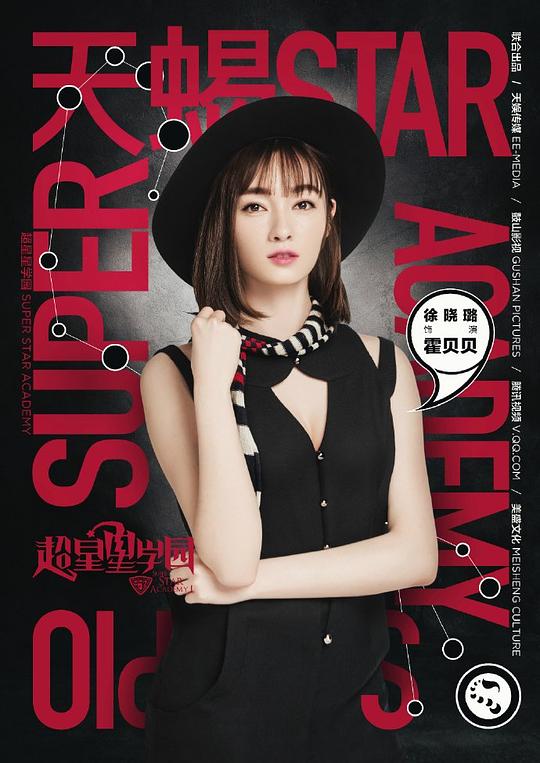 天蝎STAR
SUPER
ACADEMY
超星星学园 SUPER STAR ACADEMY
联合出品 / 天娱传媒 EE-MEDIA / 鼓山影视 GUSHAN PICTURES / 腾讯视频 V.QQ.COM / 美盛文化 MEISHENG CULTURE
徐晓璐
饰 演
霍贝贝
超星星学园
SUPER
STAR
ACADEMY